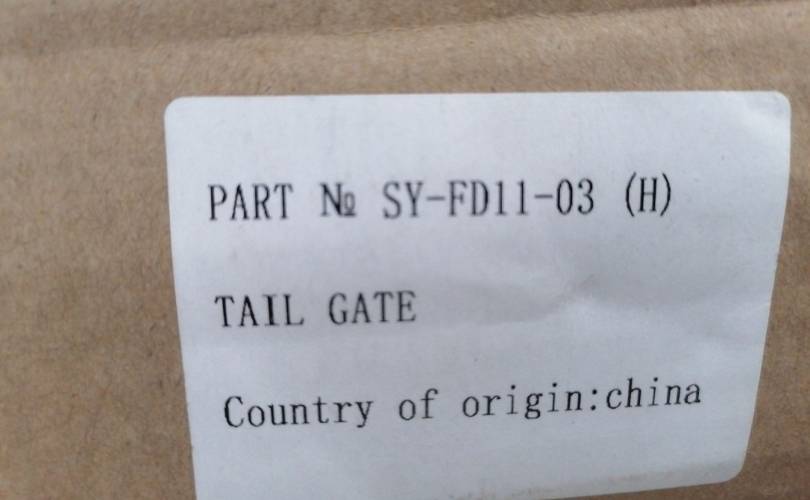 PART № SY-FD11-03 (H)
TAIL GATE
Country of origin:china